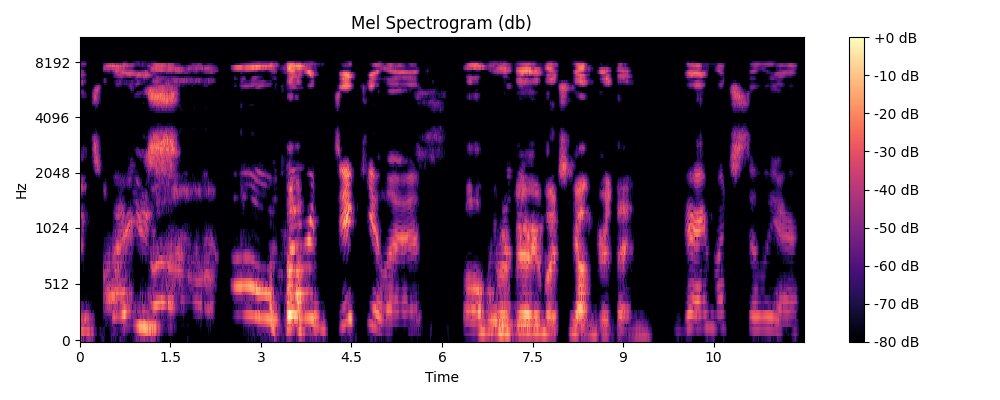 Mel Spectrogram (db)
8192
4096
2048
1024
512
0
Hz
0 1.5 3 4.5 6 7.5 9 10
Time
+0 dB
-10 dB
-20 dB
-30 dB
-40 dB
-50 dB
-60 dB
-70 dB
-80 dB